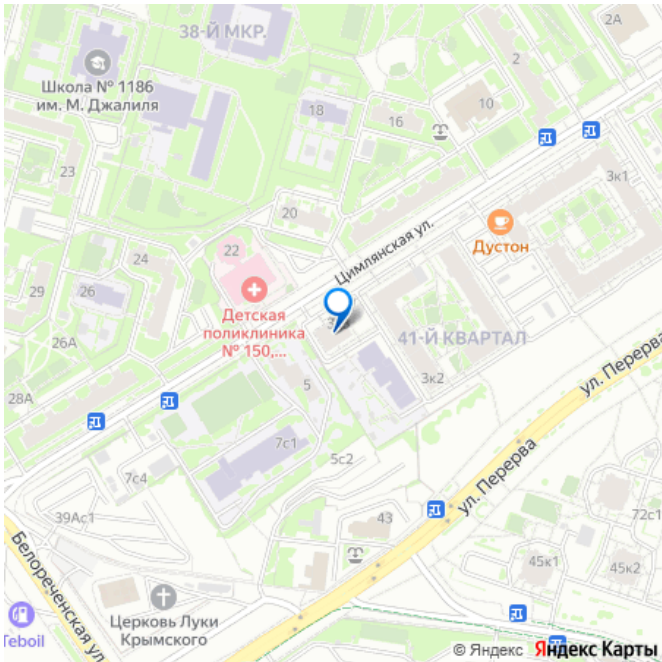 2А
38-Й МКР.
2
Школа № 1186
им. М. Джалиля
10
18
16
23
3к1
20
Цимлянская ул.
Дустон
22
24
29
26
Детская
поликлиника
№ 150,...
41-Й КВАРТАЛ
26А
ул. Перерва
3к2
5
28А
7с1
ул. Перерва
5с2
7с4
72с1
39Ас1
43
45к1
45к2
Белореченская ул.
Церковь Луки
Крымского
Teboil
© Яндекс Яндекс Карты